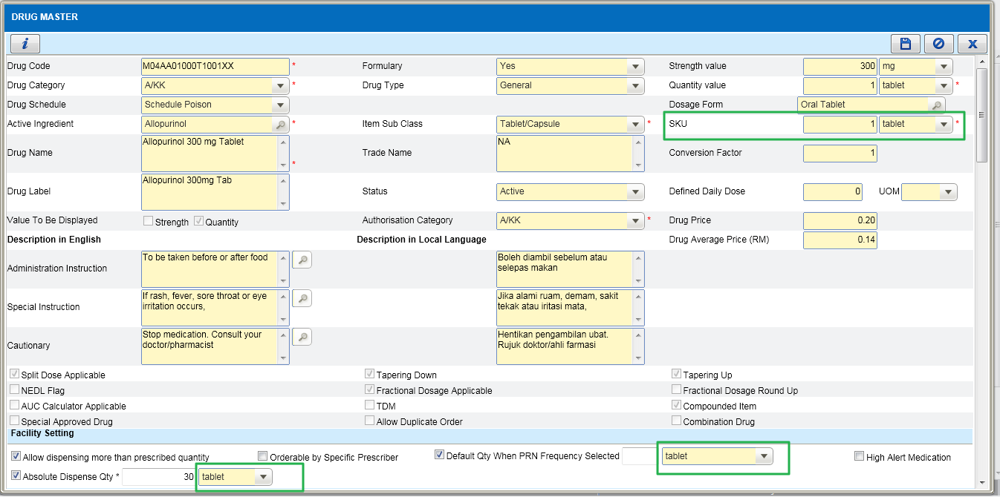 DRUG MASTER
Drug Code M04AA01000T1001XX * Formulary Yes Strength value 300 mg
Drug Category A/KK * Drug Type General Quantity value 1 tablet *
Drug Schedule Schedule Poison Dosage Form Oral Tablet
Active Ingredient Allopurinol * Item Sub Class Tablet/Capsule * SKU 1 tablet *
Drug Name Allopurinol 300 mg Tablet * Trade Name NA Conversion Factor 1
Drug Label Allopurinol 300mg Tab Status Active Defined Daily Dose 0 UOM
Value To Be Displayed Strength Quantity Authorisation Category A/KK * Drug Price 0.20
Description in English Description in Local Language Drug Average Price (RM) 0.14
Administration Instruction
To be taken before or after food
Boleh diambil sebelum atau
selepas makan
Special Instruction
If rash, fever, sore throat or eye
irritation occurs,
Jika alami ruam, demam, sakit
tekak atau iritasi mata,
Cautionary
Stop medication. Consult your
doctor/pharmacist
Hentikan pengambilan ubat.
Rujuk doktor/ahli farmasi
Split Dose Applicable Tapering Down Tapering Up
NEDL Flag Fractional Dosage Applicable Fractional Dosage Round Up
AUC Calculator Applicable TDM Compounded Item
Special Approved Drug Allow Duplicate Order Combination Drug
Facility Setting
Allow dispensing more than prescribed quantity Orderable by Specific Prescriber Default Qty When PRN Frequency Selected tablet High Alert Medication
Absolute Dispense Qty * 30 tablet